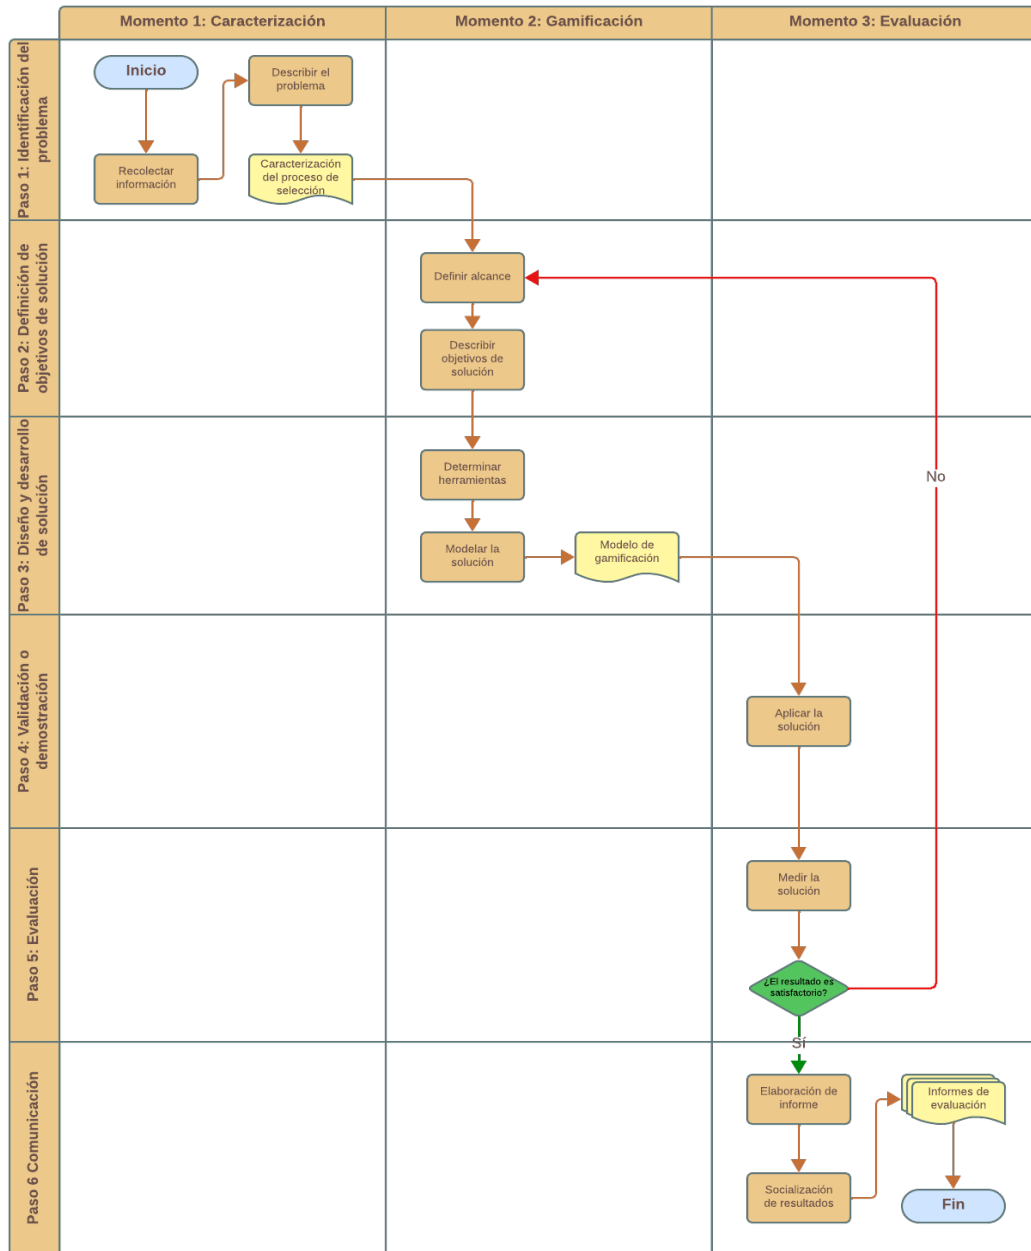 Momento 1: Caracterización
Momento 2: Gamificación
Momento 3: Evaluación
Paso 1: Identificación del
problema
Inicio
Describir el
problema
Recolectar
información
Caracterización
del proceso de
selección
Paso 2: Definición de
objetivos de solución
Definir alcance
Describir
objetivos de
solución
Paso 3: Diseño y desarrollo
de solución
Determinar
herramientas
No
Modelar la
solución
Modelo de
gamificación
Paso 4: Validación o
demostración
Aplicar la
solución
Paso 5: Evaluación
Medir la
solución
¿El resultado es
satisfactorio?
Sí
Paso 6 Comunicación
Elaboración de
informe
Informes de
evaluación
Socialización
de resultados
Fin